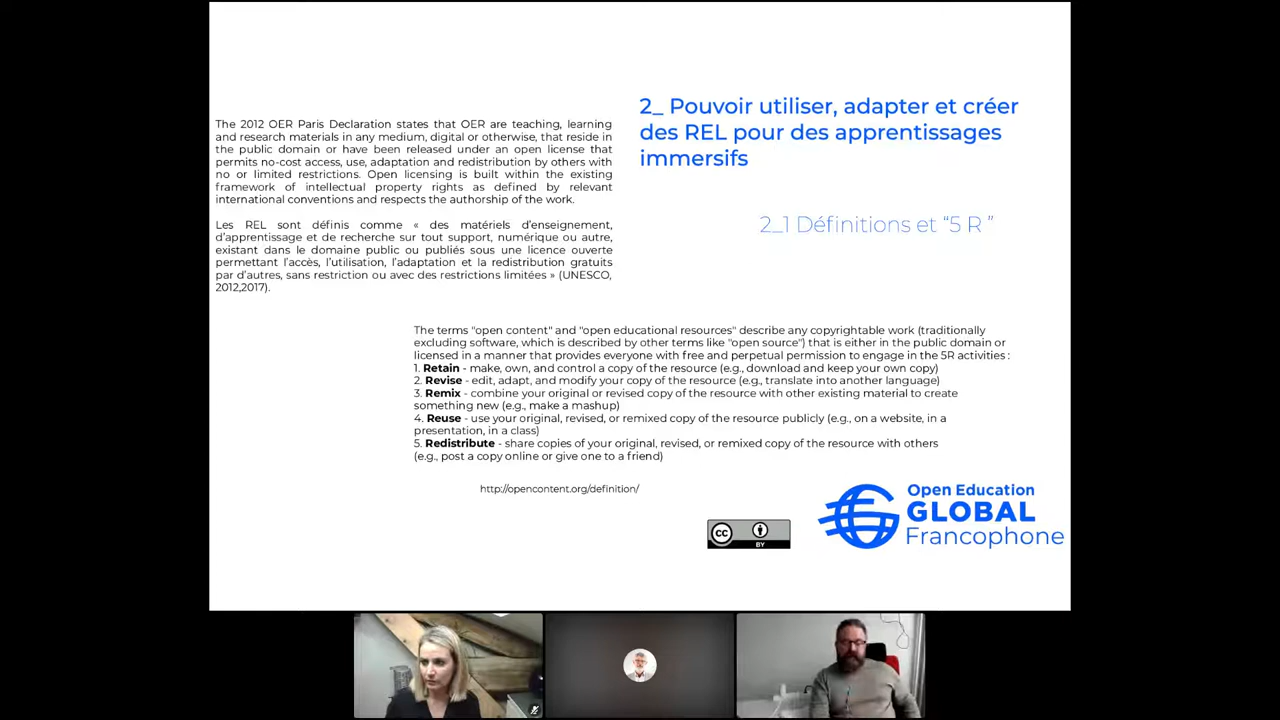 The 2012 OER Paris Declaration states that OER are teaching, learning
and research materials in any medium, digital or otherwise, that reside in
the public domain or have been released under an open license that
permits no-cost access, use, adaptation and redistribution by others with
no or limited restrictions. Open licensing is built within the existing
framework of intellectual property rights as defined by relevant
international conventions and respects the authorship of the work.
Les REL sont définis comme « des matériels d'enseignement,
d'apprentissage et de recherche sur tout support, numérique ou autre,
existant dans le domaine public ou publiés sous une licence ouverte
permettant l'accès, l'utilisation, l'adaptation et la redistribution gratuits
par d'autres, sans restriction ou avec des restrictions limitées » (UNESCO,
2012,2017).
2_ Pouvoir utiliser, adapter et créer
des REL pour des apprentissages
immersifs
2_1 Définitions et “5 R ”
The terms "open content" and "open educational resources" describe any copyrightable work (traditionally
excluding software, which is described by other terms like "open source") that is either in the public domain or
licensed in a manner that provides everyone with free and perpetual permission to engage in the 5R activities :
1. Retain - make, own, and control a copy of the resource (e.g., download and keep your own copy)
2. Revise - edit, adapt, and modify your copy of the resource (e.g., translate into another language)
3. Remix - combine your original or revised copy of the resource with other existing material to create
something new (e.g., make a mashup)
4. Reuse - use your original, revised, or remixed copy of the resource publicly (e.g., on a website, in a
presentation, in a class)
5. Redistribute - share copies of your original, revised, or remixed copy of the resource with others
(e.g., post a copy online or give one to a friend)
http://opencontent.org/definition/
CC
BY
Open Education
GLOBAL
Francophone